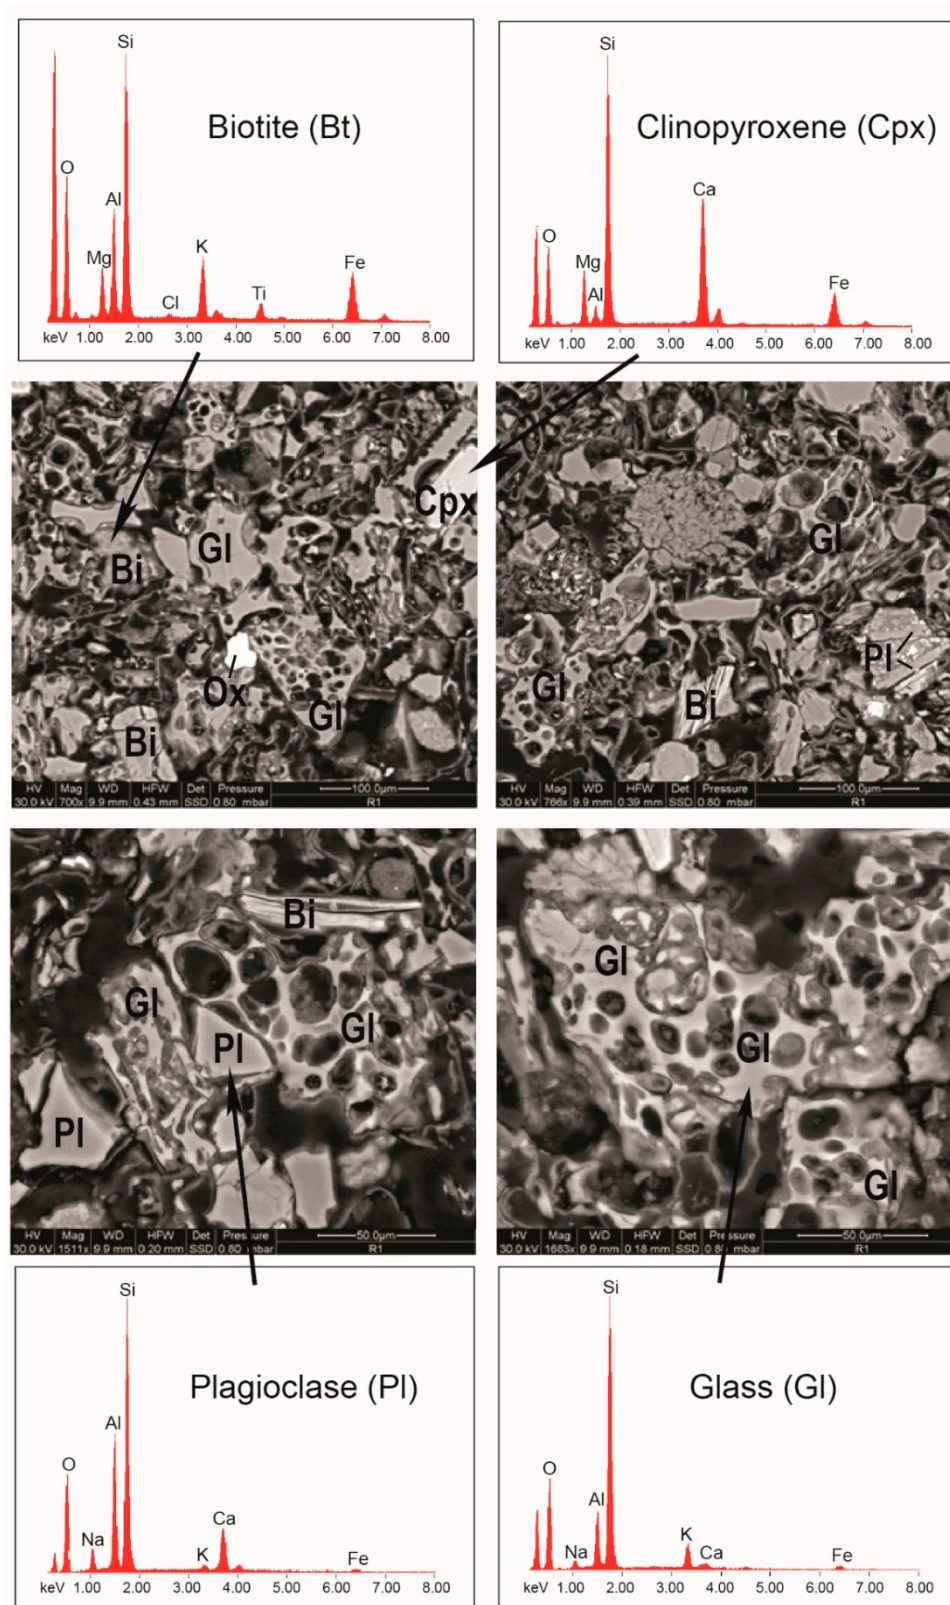 Si
Biotite (Bt)
O
Al
Mg
K
Fe
Cl
Ti
keV 1.00 2.00 3.00 4.00 5.00 6.00 7.00 8.00
Si
Clinopyroxene (Cpx)
Ca
O
Mg
Al
Fe
keV 1.00 2.00 3.00 4.00 5.00 6.00 7.00 8.00
Cpx
Gl
Bi
Ox
Gl
Bi
HV Mag WD HFW Det Pressure 100.0µm
30.0 kV 700x 9.9 mm 0.43 mm SSD 0.80 mbar R1
Gl
Pl
Gl
Bi
HV Mag WD HFW Det Pressure 100.0µm
30.0 kV 766x 9.9 mm 0.39 mm SSD 0.80 mbar R1
Bi
Gl
Gl
Pl
Pl
HV Mag WD HFW Det Pressure 50.0µm
30.0 kV 1511x 9.9 mm 0.20 mm SSD 0.80 mbar R1
Gl
Gl
Gl
HV Mag WD HFW Det Pressure 50.0µm
30.0 kV 1683x 9.9 mm 0.18 mm SSD 0.80 mbar R1
Si
Plagioclase (Pl)
Al
O
Ca
Na
K
Fe
keV 1.00 2.00 3.00 4.00 5.00 6.00 7.00 8.00
Si
Glass (Gl)
O
Al
K
Na
Ca
Fe
keV 1.00 2.00 3.00 4.00 5.00 6.00 7.00 8.00